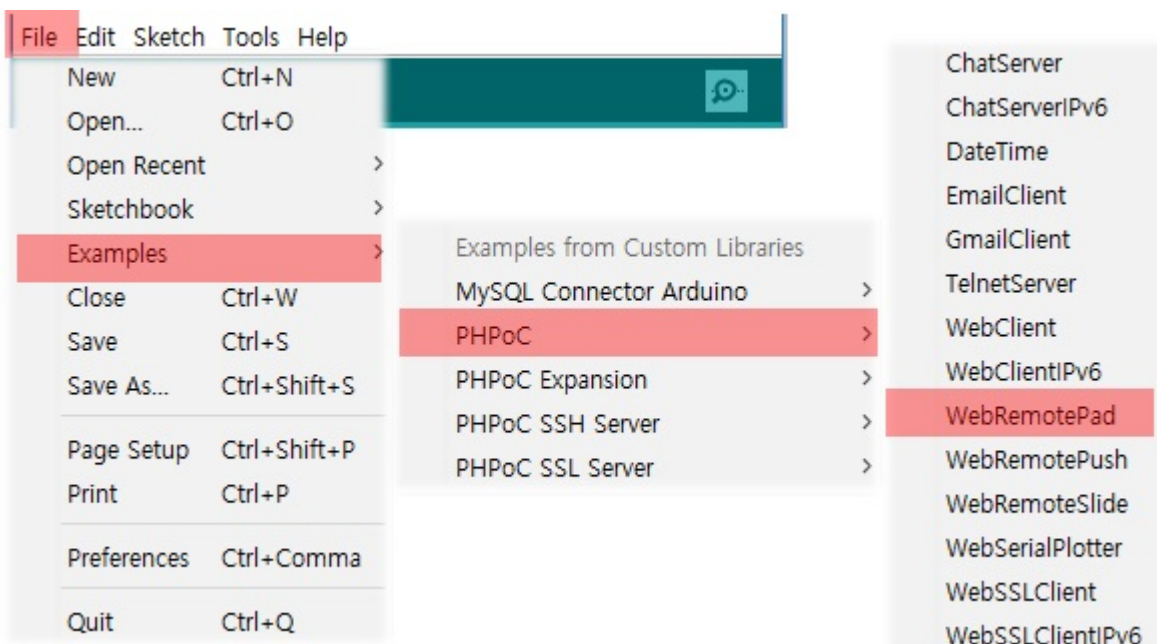 File Edit Sketch Tools Help
New Ctrl+N
Open... Ctrl+O
Open Recent >
Sketchbook >
Examples >
Close Ctrl+W
Save Ctrl+S
Save As... Ctrl+Shift+S
Page Setup Ctrl+Shift+P
Print Ctrl+P
Preferences Ctrl+Comma
Quit Ctrl+Q
Examples from Custom Libraries
MySQL Connector Arduino >
PHPoC >
PHPoC Expansion >
PHPoC SSH Server >
PHPoC SSL Server >
ChatServer
ChatServerIPv6
DateTime
EmailClient
GmailClient
TelnetServer
WebClient
WebClientIPv6
WebRemotePad
WebRemotePush
WebRemoteSlide
WebSerialPlotter
WebSSLClient
WebSSLClientIPv6